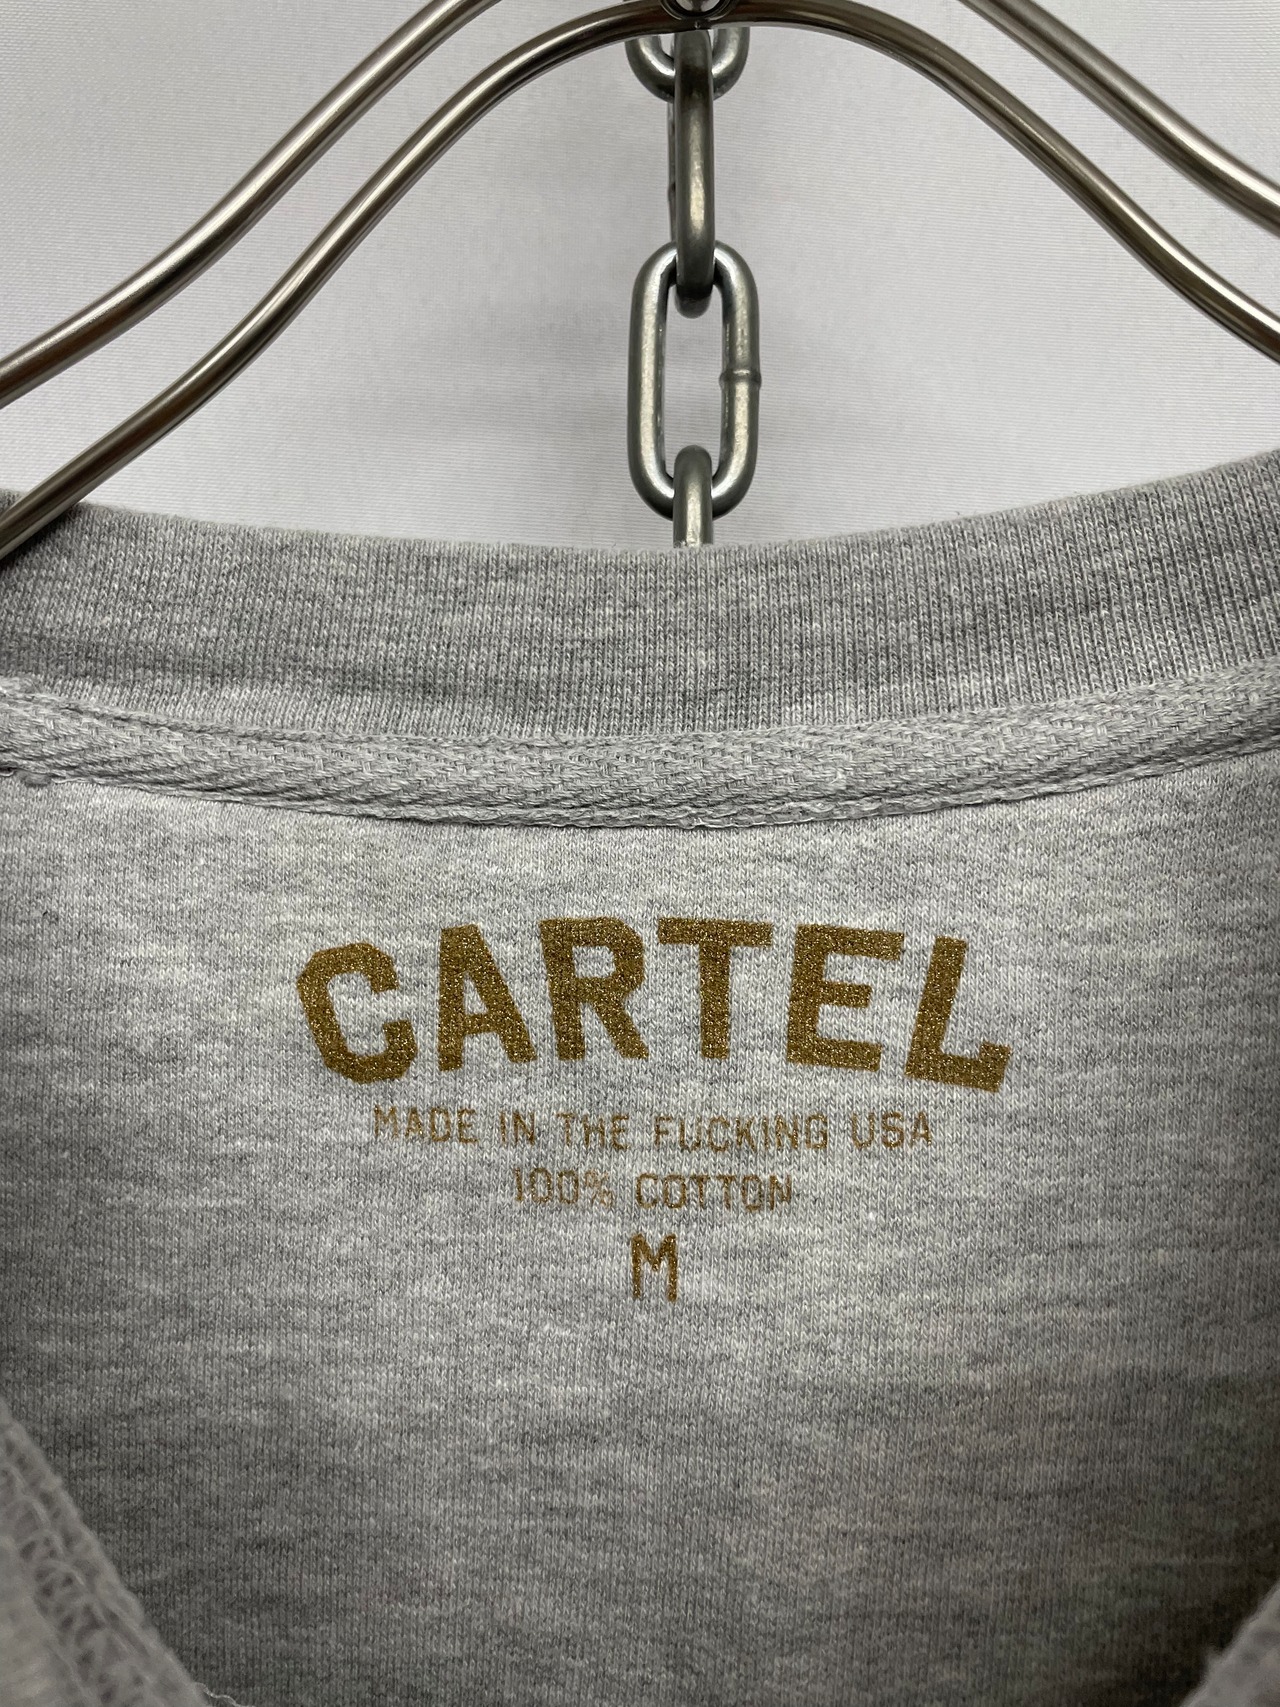 CARTEL
MADE IN THE FUCKING USA
100% COTTON
M